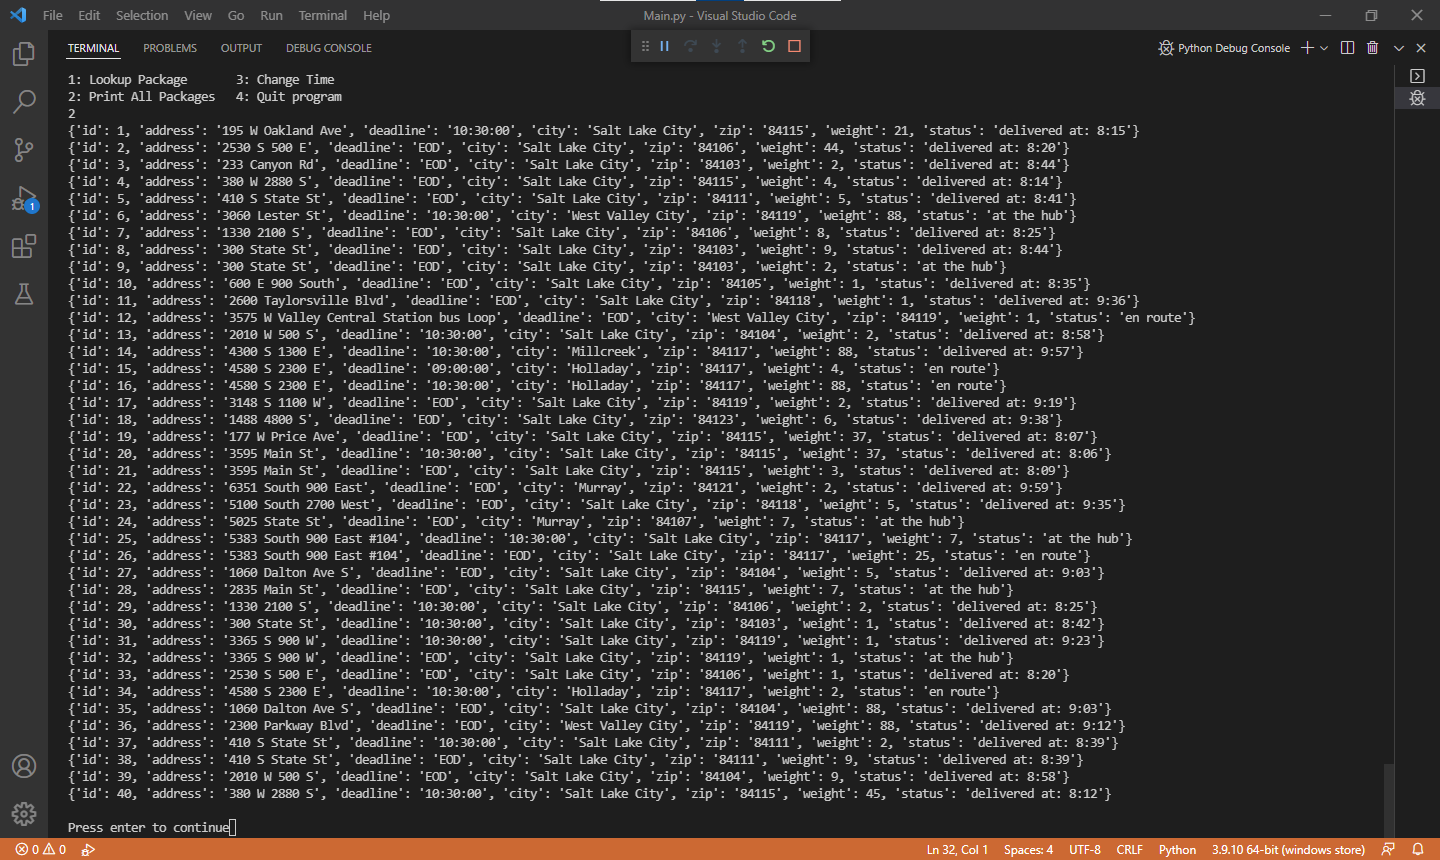 File Edit Selection View Go Run Terminal Help
Main.py - Visual Studio Code
TERMINAL PROBLEMS OUTPUT DEBUG CONSOLE
Python Debug Console
1: Lookup Package 3: Change Time
2: Print All Packages 4: Quit program
2
{'id': 1, 'address': '195 W Oakland Ave', 'deadline': '10:30:00', 'city': 'Salt Lake City', 'zip': '84115', 'weight': 21, 'status': 'delivered at: 8:15'}
{'id': 2, 'address': '2530 S 500 E', 'deadline': 'EOD', 'city': 'Salt Lake City', 'zip': '84106', 'weight': 44, 'status': 'delivered at: 8:20'}
{'id': 3, 'address': '233 Canyon Rd', 'deadline': 'EOD', 'city': 'Salt Lake City', 'zip': '84103', 'weight': 2, 'status': 'delivered at: 8:44'}
{'id': 4, 'address': '380 W 2880 S', 'deadline': 'EOD', 'city': 'Salt Lake City', 'zip': '84115', 'weight': 4, 'status': 'delivered at: 8:14'}
{'id': 5, 'address': '410 S State St', 'deadline': 'EOD', 'city': 'Salt Lake City', 'zip': '84111', 'weight': 5, 'status': 'delivered at: 8:41'}
{'id': 6, 'address': '3060 Lester St', 'deadline': '10:30:00', 'city': 'West Valley City', 'zip': '84119', 'weight': 88, 'status': 'at the hub'}
{'id': 7, 'address': '1330 2100 S', 'deadline': 'EOD', 'city': 'Salt Lake City', 'zip': '84106', 'weight': 8, 'status': 'delivered at: 8:25'}
{'id': 8, 'address': '300 State St', 'deadline': 'EOD', 'city': 'Salt Lake City', 'zip': '84103', 'weight': 9, 'status': 'delivered at: 8:44'}
{'id': 9, 'address': '300 State St', 'deadline': 'EOD', 'city': 'Salt Lake City', 'zip': '84103', 'weight': 2, 'status': 'at the hub'}
{'id': 10, 'address': '600 E 900 South', 'deadline': 'EOD', 'city': 'Salt Lake City', 'zip': '84105', 'weight': 1, 'status': 'delivered at: 8:35'}
{'id': 11, 'address': '2600 Taylorsville Blvd', 'deadline': 'EOD', 'city': 'Salt Lake City', 'zip': '84118', 'weight': 1, 'status': 'delivered at: 9:36'}
{'id': 12, 'address': '3575 W Valley Central Station bus Loop', 'deadline': 'EOD', 'city': 'West Valley City', 'zip': '84119', 'weight': 1, 'status': 'en route'}
{'id': 13, 'address': '2010 W 500 S', 'deadline': '10:30:00', 'city': 'Salt Lake City', 'zip': '84104', 'weight': 2, 'status': 'delivered at: 8:58'}
{'id': 14, 'address': '4300 S 1300 E', 'deadline': '10:30:00', 'city': 'Millcreek', 'zip': '84117', 'weight': 88, 'status': 'delivered at: 9:57'}
{'id': 15, 'address': '4580 S 2300 E', 'deadline': '09:00:00', 'city': 'Holladay', 'zip': '84117', 'weight': 4, 'status': 'en route'}
{'id': 16, 'address': '4580 S 2300 E', 'deadline': '10:30:00', 'city': 'Holladay', 'zip': '84117', 'weight': 88, 'status': 'en route'}
{'id': 17, 'address': '3148 S 1100 W', 'deadline': 'EOD', 'city': 'Salt Lake City', 'zip': '84119', 'weight': 2, 'status': 'delivered at: 9:19'}
{'id': 18, 'address': '1488 4800 S', 'deadline': 'EOD', 'city': 'Salt Lake City', 'zip': '84123', 'weight': 6, 'status': 'delivered at: 9:38'}
{'id': 19, 'address': '177 W Price Ave', 'deadline': 'EOD', 'city': 'Salt Lake City', 'zip': '84115', 'weight': 37, 'status': 'delivered at: 8:07'}
{'id': 20, 'address': '3595 Main St', 'deadline': '10:30:00', 'city': 'Salt Lake City', 'zip': '84115', 'weight': 37, 'status': 'delivered at: 8:06'}
{'id': 21, 'address': '3595 Main St', 'deadline': 'EOD', 'city': 'Salt Lake City', 'zip': '84115', 'weight': 3, 'status': 'delivered at: 8:09'}
{'id': 22, 'address': '6351 South 900 East', 'deadline': 'EOD', 'city': 'Murray', 'zip': '84121', 'weight': 2, 'status': 'delivered at: 9:59'}
{'id': 23, 'address': '5100 South 2700 West', 'deadline': 'EOD', 'city': 'Salt Lake City', 'zip': '84118', 'weight': 5, 'status': 'delivered at: 9:35'}
{'id': 24, 'address': '5025 State St', 'deadline': 'EOD', 'city': 'Murray', 'zip': '84107', 'weight': 7, 'status': 'at the hub'}
{'id': 25, 'address': '5383 South 900 East #104', 'deadline': '10:30:00', 'city': 'Salt Lake City', 'zip': '84117', 'weight': 7, 'status': 'at the hub'}
{'id': 26, 'address': '5383 South 900 East #104', 'deadline': 'EOD', 'city': 'Salt Lake City', 'zip': '84117', 'weight': 25, 'status': 'en route'}
{'id': 27, 'address': '1060 Dalton Ave S', 'deadline': 'EOD', 'city': 'Salt Lake City', 'zip': '84104', 'weight': 5, 'status': 'delivered at: 9:03'}
{'id': 28, 'address': '2835 Main St', 'deadline': 'EOD', 'city': 'Salt Lake City', 'zip': '84115', 'weight': 7, 'status': 'at the hub'}
{'id': 29, 'address': '1330 2100 S', 'deadline': '10:30:00', 'city': 'Salt Lake City', 'zip': '84106', 'weight': 2, 'status': 'delivered at: 8:25'}
{'id': 30, 'address': '300 State St', 'deadline': '10:30:00', 'city': 'Salt Lake City', 'zip': '84103', 'weight': 1, 'status': 'delivered at: 8:42'}
{'id': 31, 'address': '3365 S 900 W', 'deadline': '10:30:00', 'city': 'Salt Lake City', 'zip': '84119', 'weight': 1, 'status': 'delivered at: 9:23'}
{'id': 32, 'address': '3365 S 900 W', 'deadline': 'EOD', 'city': 'Salt Lake City', 'zip': '84119', 'weight': 1, 'status': 'at the hub'}
{'id': 33, 'address': '2530 S 500 E', 'deadline': 'EOD', 'city': 'Salt Lake City', 'zip': '84106', 'weight': 1, 'status': 'delivered at: 8:20'}
{'id': 34, 'address': '4580 S 2300 E', 'deadline': '10:30:00', 'city': 'Holladay', 'zip': '84117', 'weight': 2, 'status': 'en route'}
{'id': 35, 'address': '1060 Dalton Ave S', 'deadline': 'EOD', 'city': 'Salt Lake City', 'zip': '84104', 'weight': 88, 'status': 'delivered at: 9:03'}
{'id': 36, 'address': '2300 Parkway Blvd', 'deadline': 'EOD', 'city': 'West Valley City', 'zip': '84119', 'weight': 88, 'status': 'delivered at: 9:12'}
{'id': 37, 'address': '410 S State St', 'deadline': '10:30:00', 'city': 'Salt Lake City', 'zip': '84111', 'weight': 2, 'status': 'delivered at: 8:39'}
{'id': 38, 'address': '410 S State St', 'deadline': 'EOD', 'city': 'Salt Lake City', 'zip': '84111', 'weight': 9, 'status': 'delivered at: 8:39'}
{'id': 39, 'address': '2010 W 500 S', 'deadline': 'EOD', 'city': 'Salt Lake City', 'zip': '84104', 'weight': 9, 'status': 'delivered at: 8:58'}
{'id': 40, 'address': '380 W 2880 S', 'deadline': '10:30:00', 'city': 'Salt Lake City', 'zip': '84115', 'weight': 45, 'status': 'delivered at: 8:12'}
Press enter to continue
1
0 0 Ln 32, Col 1 Spaces: 4 UTF-8 CRLF Python 3.9.10 64-bit (windows store)